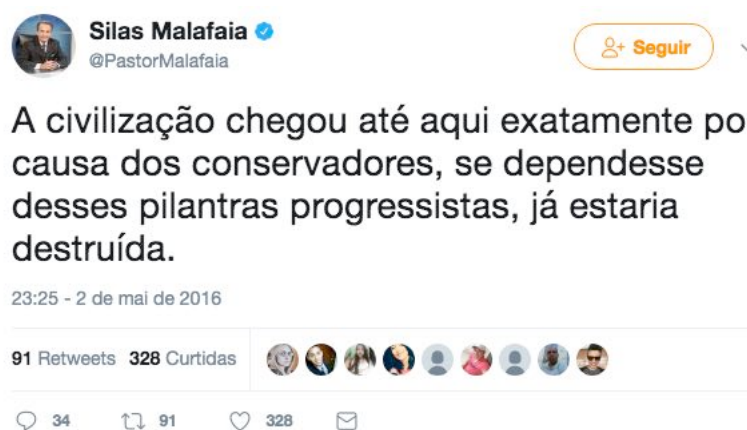 Silas Malafaia
@PastorMalafaia
Seguir
A civilização chegou até aqui exatamente po
causa dos conservadores, se dependesse
desses pilantras progressistas, já estaria
destruída.
23:25 - 2 de mai de 2016
91 Retweets 328 Curtidas
34 91 328